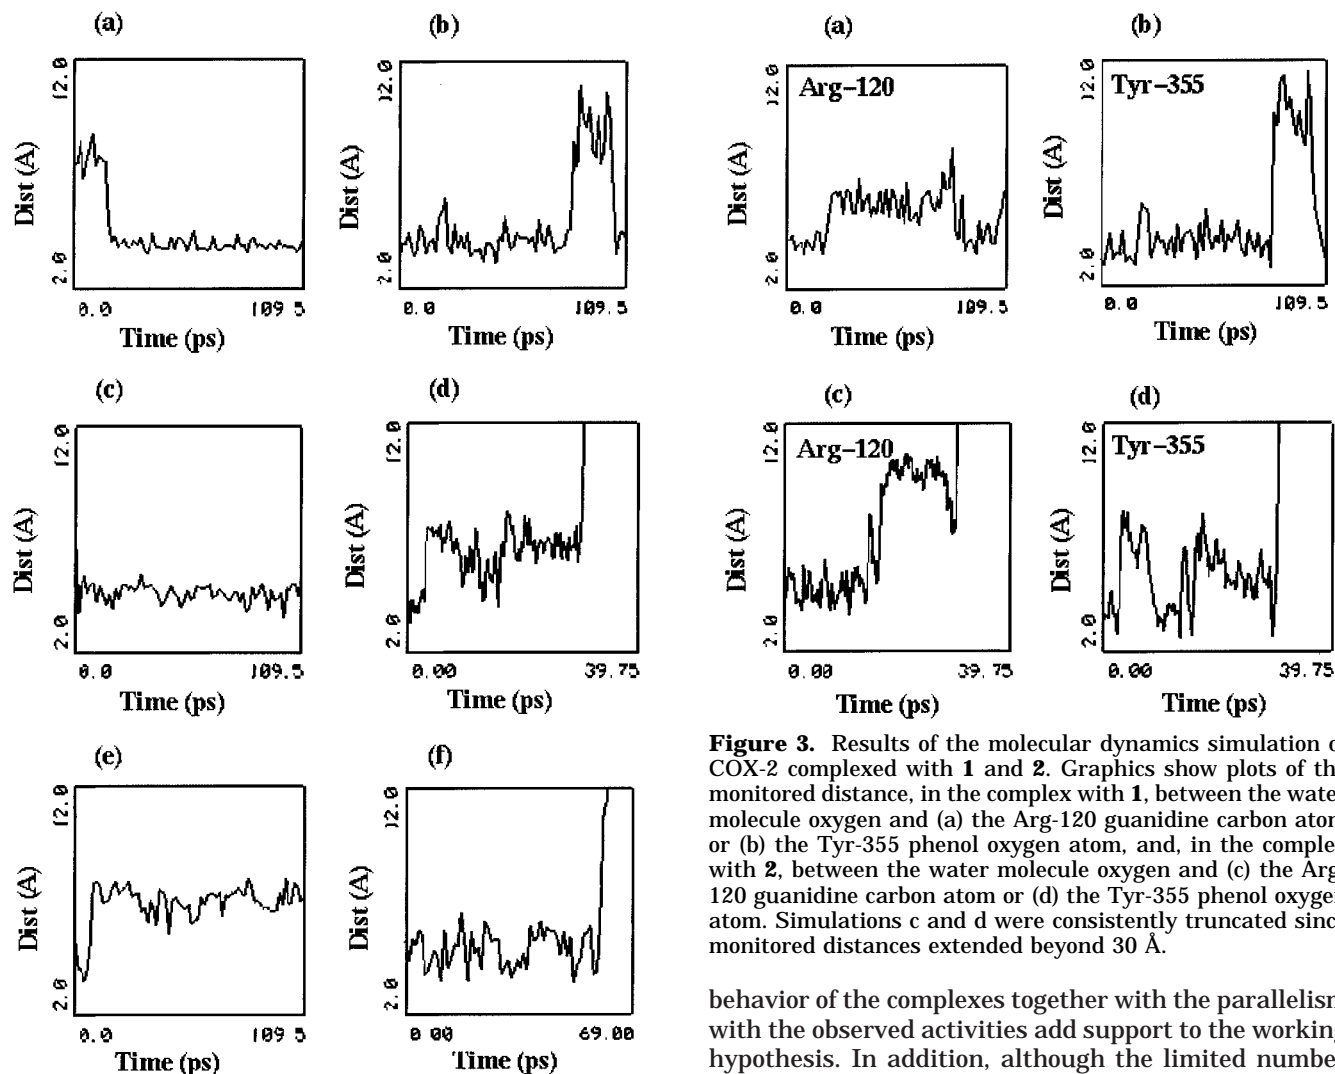 (a)
12.0
2.0
Dist (A)
0.0 109.5
Time (ps)
(b)
12.0
2.0
Dist (A)
0.0 109.5
Time (ps)
(c)
12.0
2.0
Dist (A)
0.0 109.5
Time (ps)
(d)
12.0
2.0
Dist (A)
0.00 39.75
Time (ps)
(e)
12.0
2.0
Dist (A)
0.0 109.5
Time (ps)
(f)
12.0
2.0
Dist (A)
0.00 69.00
Time (ps)
(a)
Arg-120
12.0
2.0
Dist (A)
0.0 109.5
Time (ps)
(b)
Tyr-355
12.0
2.0
Dist (A)
0.0 109.5
Time (ps)
(c)
Arg-120
12.0
2.0
Dist (A)
0.00 39.75
Time (ps)
(d)
Tyr-355
12.0
2.0
Dist (A)
0.00 39.75
Time (ps)
Figure 3. Results of the molecular dynamics simulation
COX-2 complexed with 1 and 2. Graphics show plots of
monitored distance, in the complex with 1, between the
molecule oxygen and (a) the Arg-120 guanidine carbon atom
or (b) the Tyr-355 phenol oxygen atom, and, in the
with 2, between the water molecule oxygen and (c) the Arg-
120 guanidine carbon atom or (d) the Tyr-355 phenol oxygen
atom. Simulations c and d were consistently truncated
monitored distances extended beyond 30 Å.
behavior of the complexes together with the parallelism
with the observed activities add support to the working
hypothesis. In addition, although the limited number